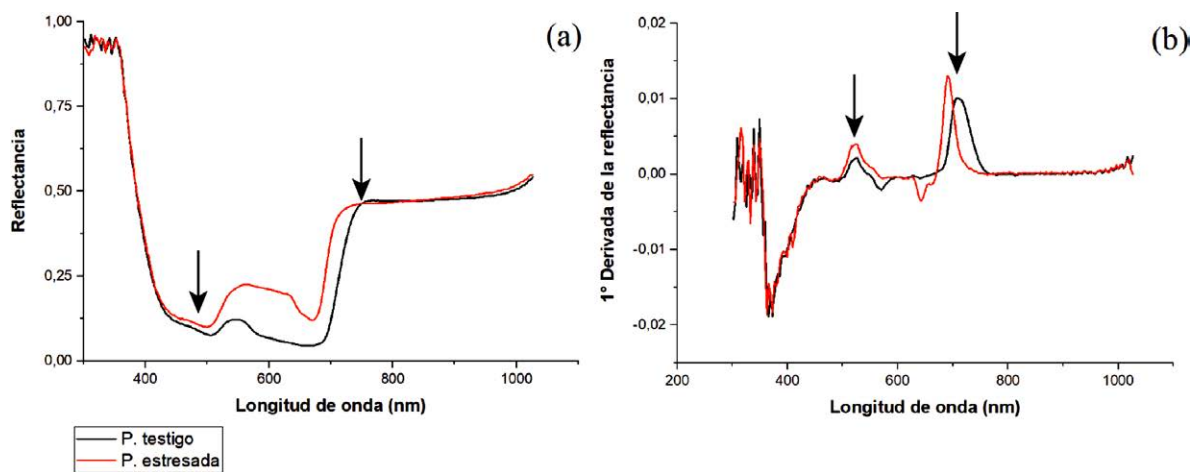 (a)
1,00
0,75
0,50
0,25
0,00
Reflectancia
400
600
800
1000
Longitud de onda (nm)
P. testigo
P. estresada
(b)
0,02
0,01
0,00
-0,01
-0,02
1° Derivada de la reflectancia
200
400
600
800
1000
Longitud de onda (nm)